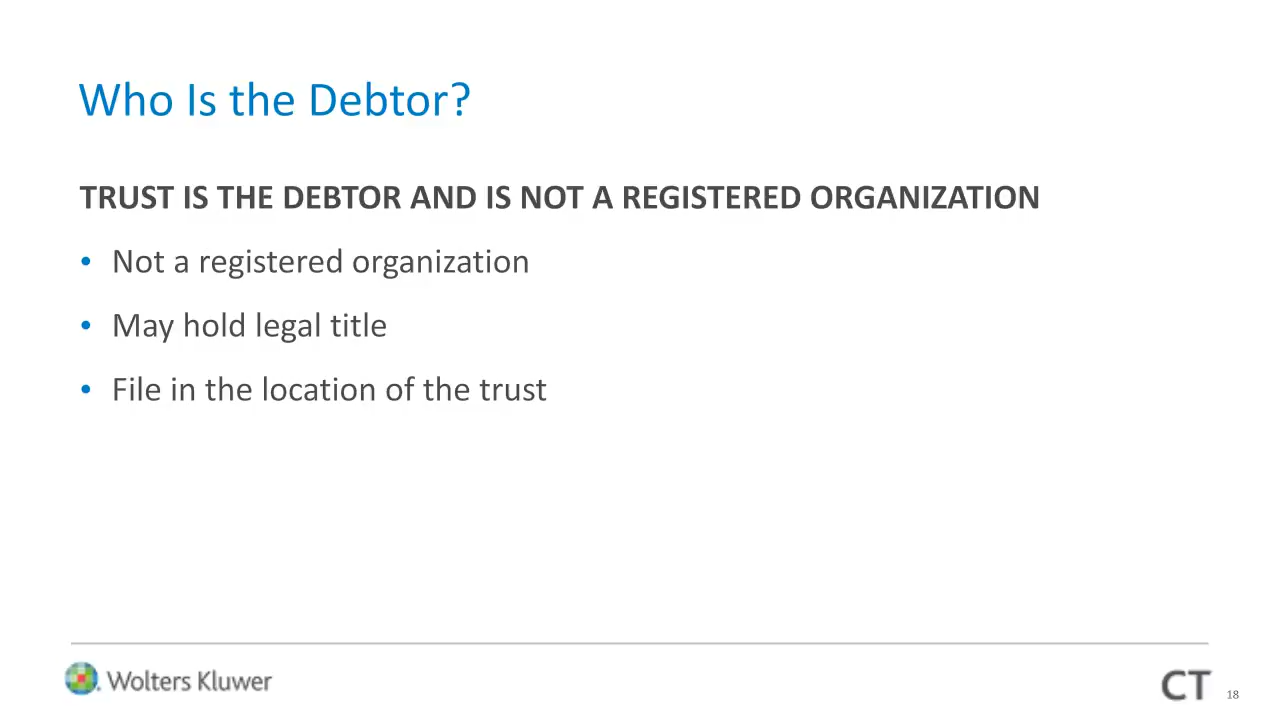 Who Is the Debtor?
TRUST IS THE DEBTOR AND IS NOT A REGISTERED ORGANIZATION
• Not a registered organization
• May hold legal title
• File in the location of the trust
Wolters Kluwer
CT
18